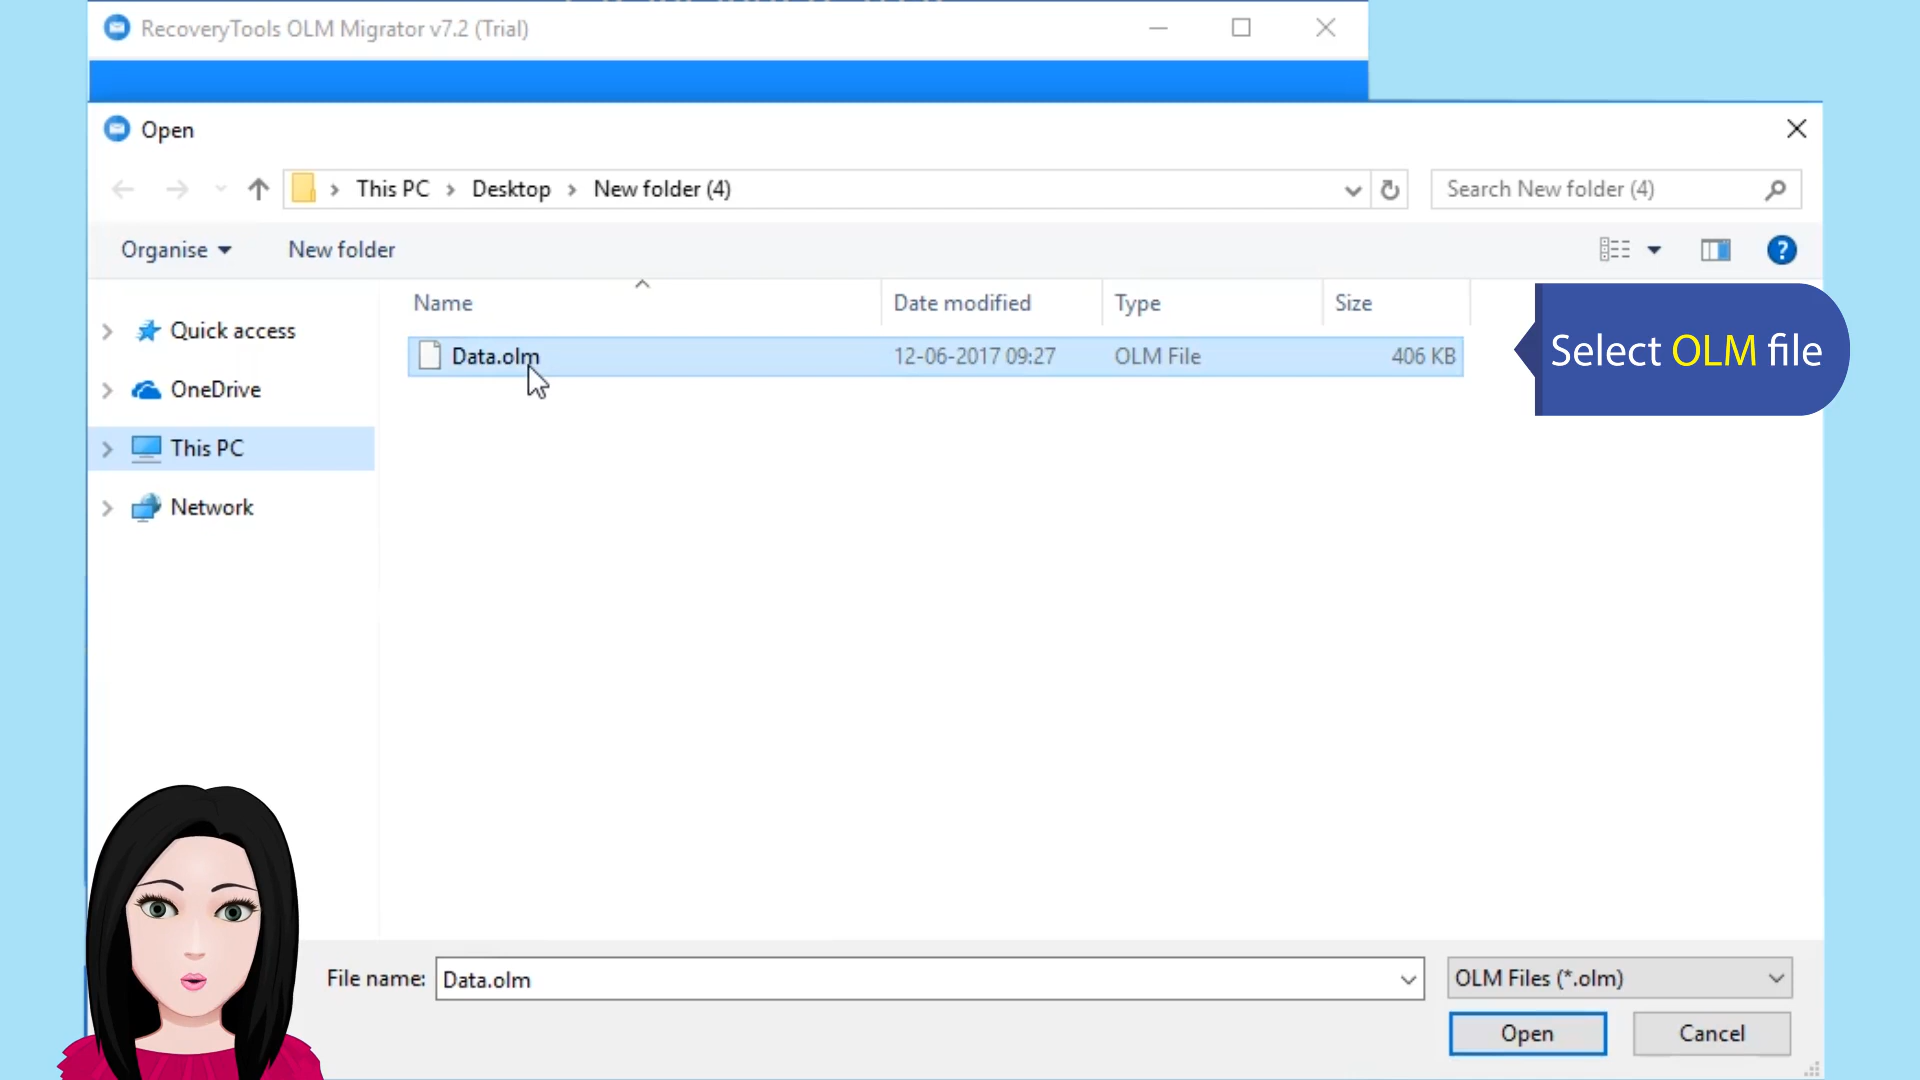 RecoveryTools OLM Migrator v7.2 (Trial)
Open
This PC > Desktop > New folder (4)
Search New folder (4)
Organise
New folder
?
Name
Date modified
Type
Size
Quick access
OneDrive
This PC
Network
Data.olm
12-06-2017 09:27
OLM File
406 KB
Select OLM file
File name:
Data.olm
OLM Files (*.olm)
Open
Cancel